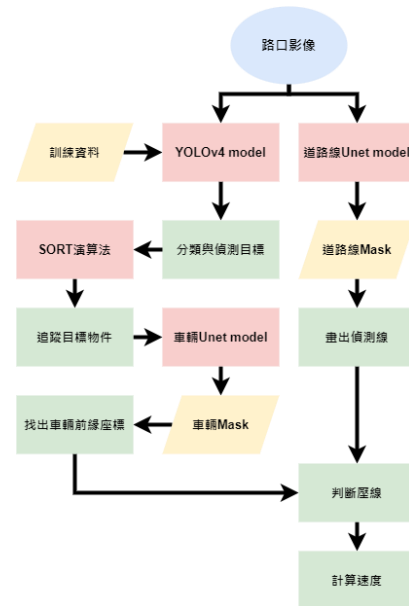 路口影像
訓練資料
YOLOv4 model
道路線Unet model
SORT演算法
分類與偵測目標
道路線Mask
追蹤目標物件
車輛Unet model
畫出偵測線
找出車輛前緣座標
車輛Mask
判斷壓線
計算速度